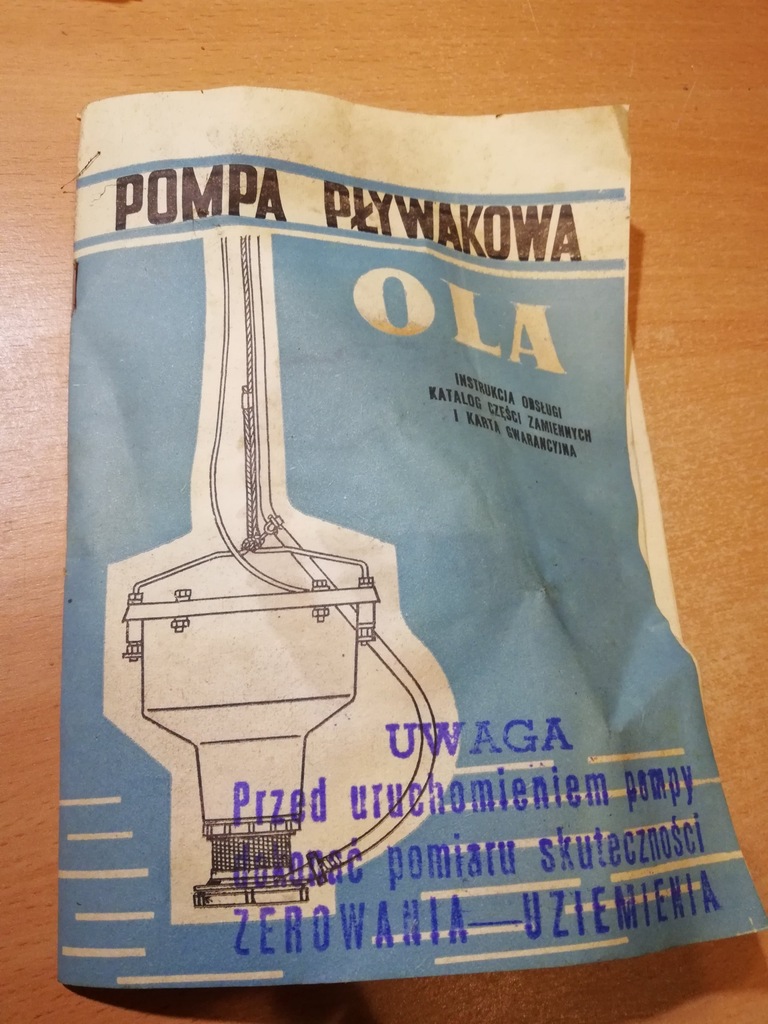 POMPA PŁYWAKOWA
OLA
INSTRUKCJA OBSŁUGI
KATALOG CZĘŚCI ZAMIENNYCH
I KARTA GWARANCYJNA
UWAGA
Przed uruchomieniem pompy
dokonać pomiaru skuteczności
ZEROWANIA—UZIEMIENIA